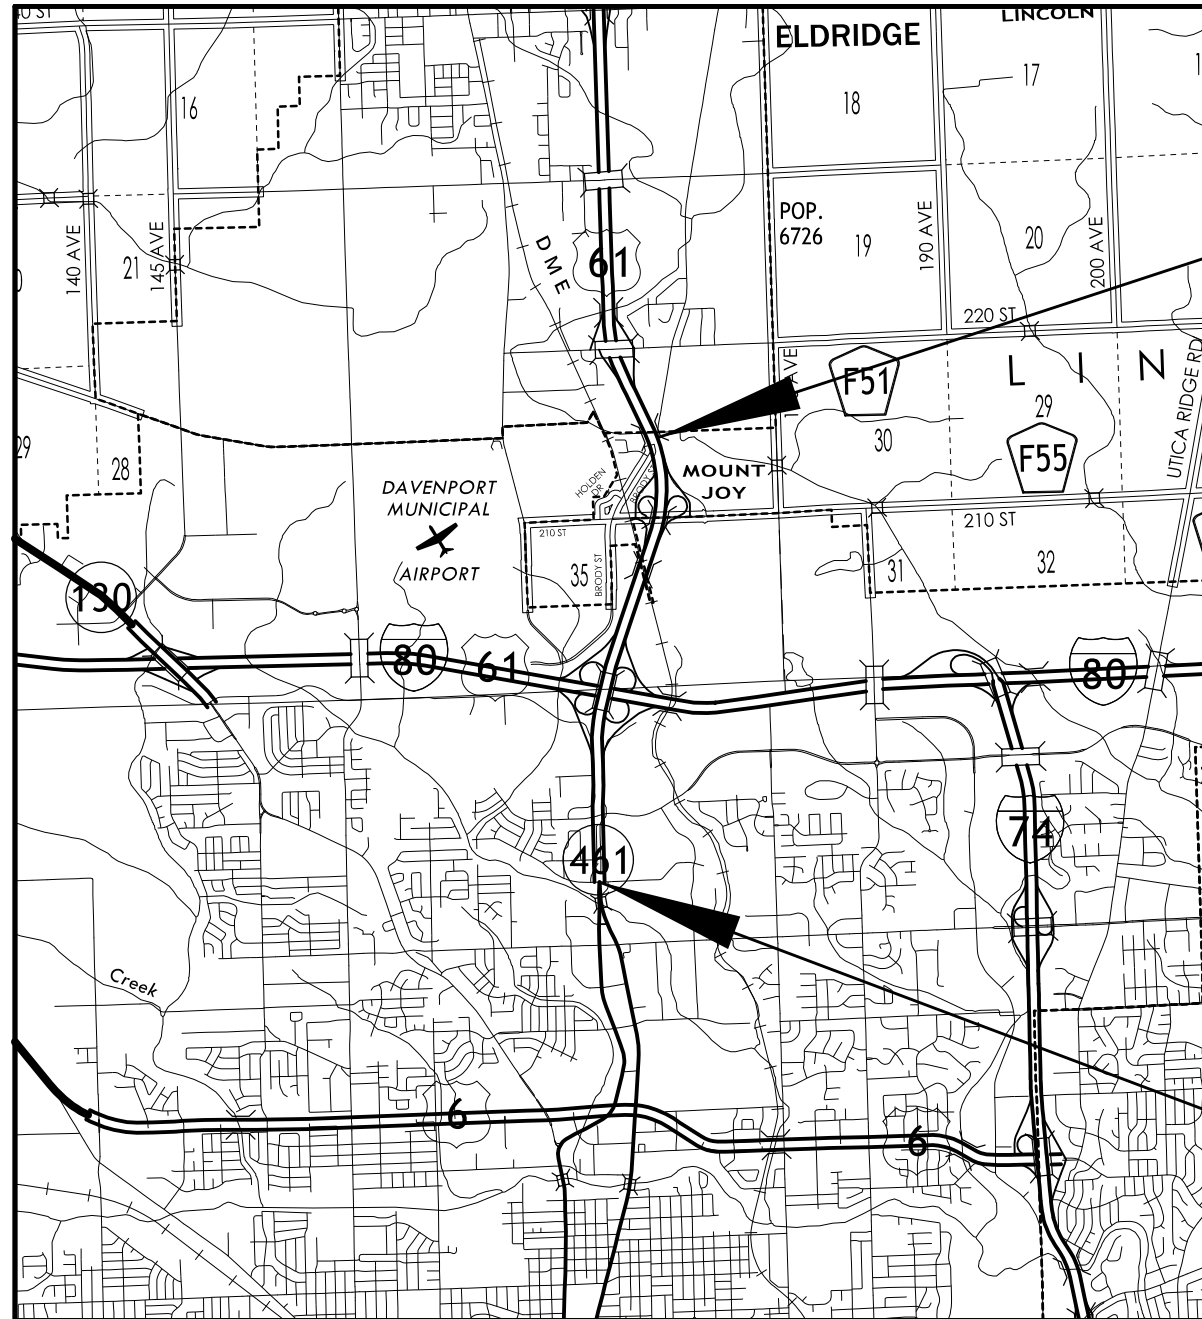 LINCOLN
ELDRIDGE
17
18
16
POP.
6726
19
190 AVE
20
200 AVE
140 AVE
21
145 AVE
DME
61
220 ST
UTICA RIDGE RD
F51
L I N
29
30
F55
29
28
MOUNT
JOY
HOLDEN
DR
BRODY ST
DAVENPORT
MUNICIPAL
AIRPORT
210 ST
210 ST
35
BRODY ST
31
32
130
80
61
80
74
461
Creek
6
6